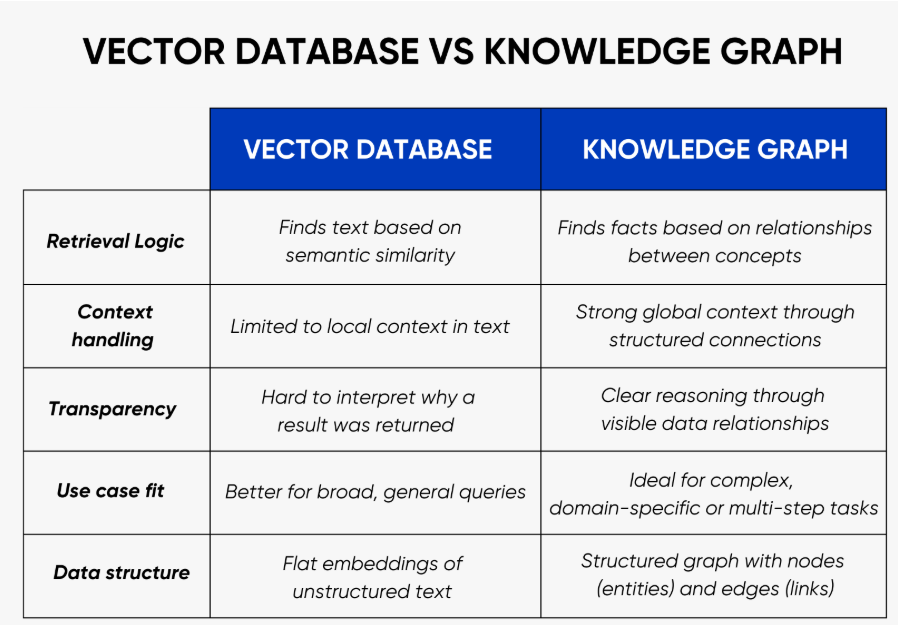 VECTOR DATABASE VS KNOWLEDGE GRAPH
VECTOR DATABASE
KNOWLEDGE GRAPH
Retrieval Logic
Finds text based on
semantic similarity
Finds facts based on relationships
between concepts
Context
handling
Limited to local context in text
Strong global context through
structured connections
Transparency
Hard to interpret why a
result was returned
Clear reasoning through
visible data relationships
Use case fit
Better for broad, general queries
Ideal for complex,
domain-specific or multi-step tasks
Data structure
Flat embeddings of
unstructured text
Structured graph with nodes
(entities) and edges (links)